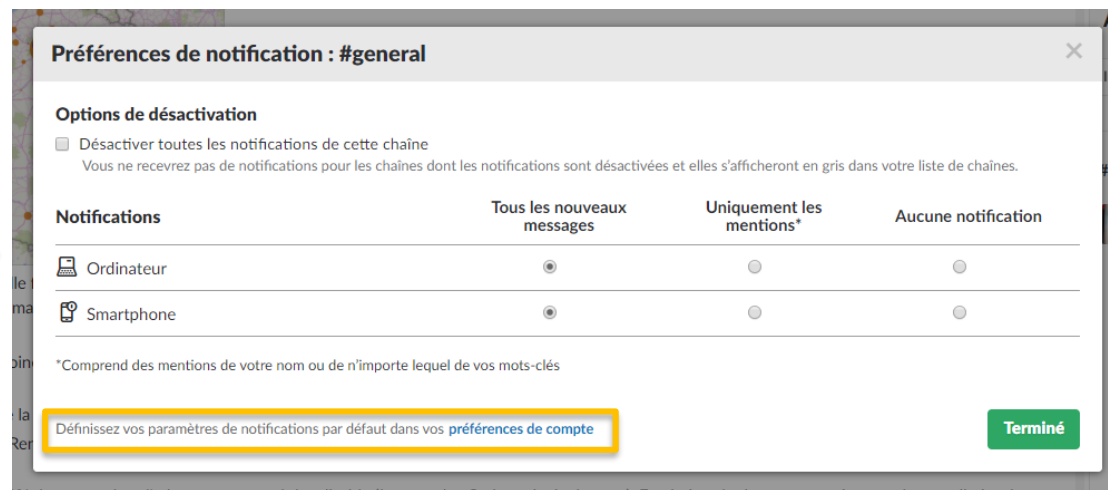 Préférences de notification : #general
×
Options de désactivation
Désactiver toutes les notifications de cette chaîne
Vous ne recevrez pas de notifications pour les chaînes dont les notifications sont désactivées et elles s'afficheront en gris dans votre liste de chaînes.
Notifications
Tous les nouveaux
messages
Uniquement les
mentions*
Aucune notification
Ordinateur
Smartphone
*Comprend des mentions de votre nom ou de n'importe lequel de vos mots-clés
Définissez vos paramètres de notifications par défaut dans vos préférences de compte
Terminé